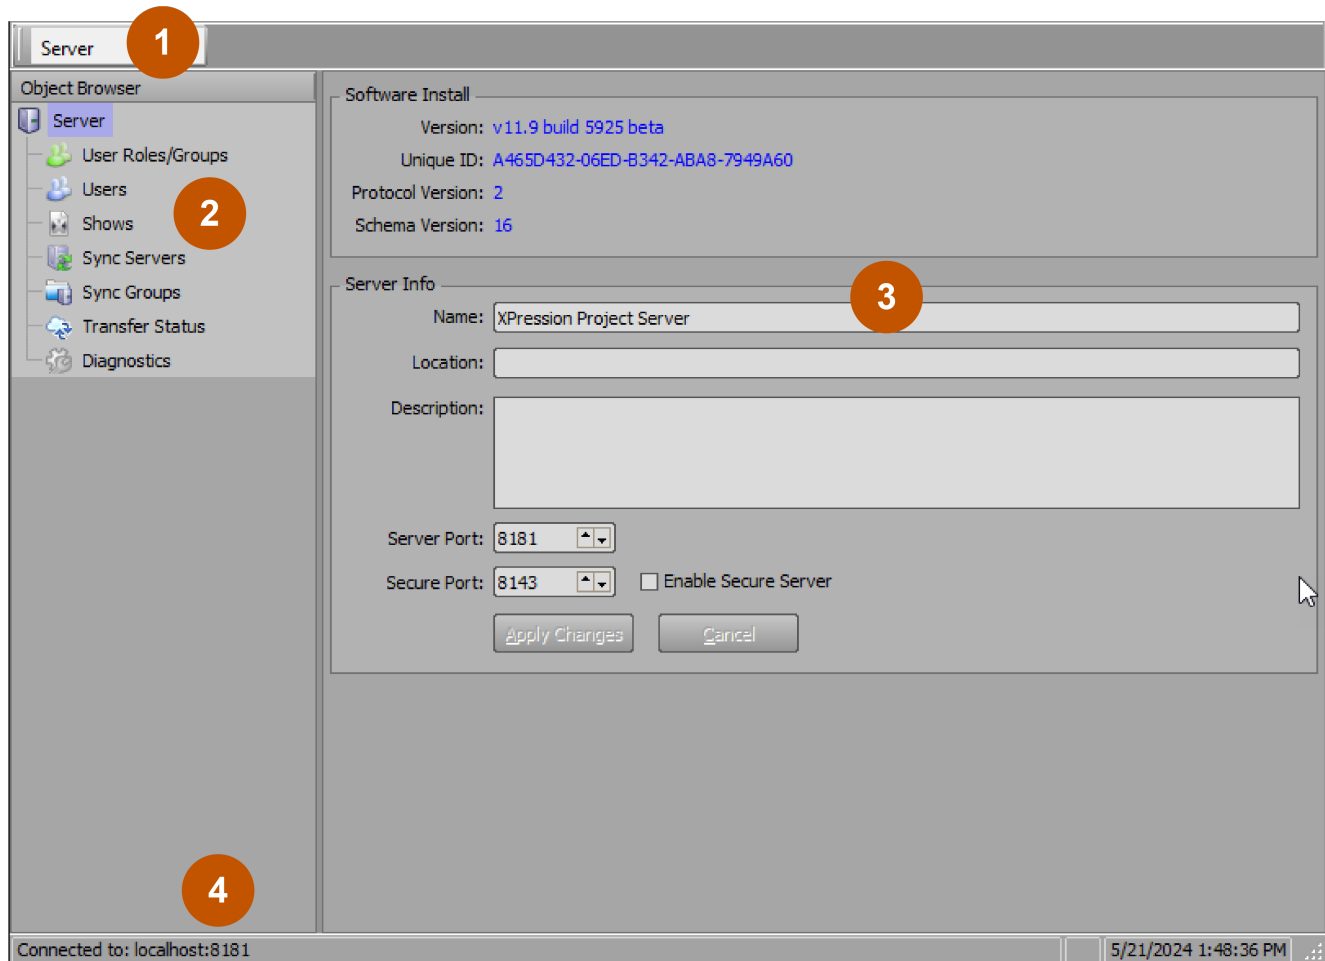 Server
1
Object Browser
Server
User Roles/Groups
Users
Shows
2
Sync Servers
Sync Groups
Transfer Status
Diagnostics
Software Install
Version: v11.9 build 5925 beta
Unique ID: A465D432-06ED-B342-ABA8-7949A60
Protocol Version: 2
Schema Version: 16
Server Info
3
Name: XPression Project Server
Location:
Description:
Server Port: 8181
Secure Port: 8143 Enable Secure Server
Apply Changes Cancel
4
Connected to: localhost:8181 5/21/2024 1:48:36 PM